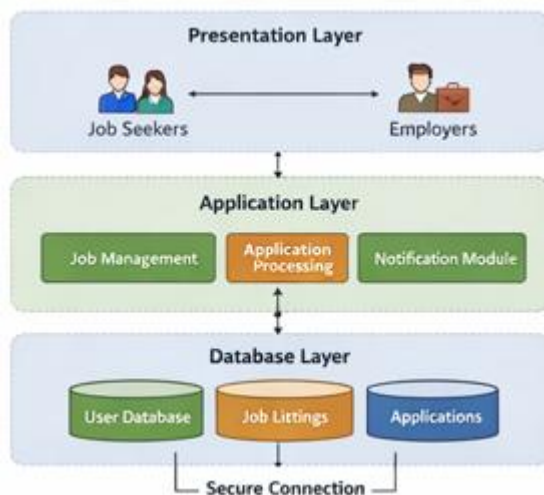 Presentation Layer
Job Seekers
Employers
Application Layer
Job Management
Application
Processing
Notification Module
Database Layer
User Database
Job Littings
Applications
Secure Connection